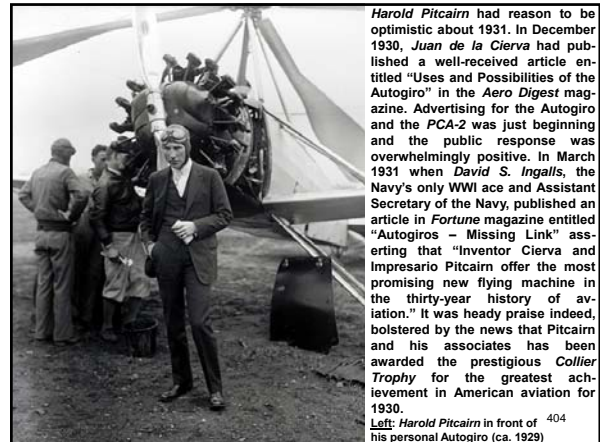 Harold Pitcairn had reason to be
optimistic about 1931. In December
1930, Juan de la Cierva had pub-
lished a well-received article en-
titled “Uses and Possibilities of the
Autogiro” in the Aero Digest mag-
azine. Advertising for the Autogiro
and the PCA-2 was just beginning
and the public response was
overwhelmingly positive. In March
1931 when David S. Ingalls, the
Navy’s only WWI ace and Assistant
Secretary of the Navy, published an
article in Fortune magazine entitled
“Autogiros – Missing Link” ass-
erting that “Inventor Cierva and
Impresario Pitcairn offer the most
promising new flying machine in
the thirty-year history of av-
iation.” It was heady praise indeed,
bolstered by the news that Pitcairn
and his associates has been
awarded the prestigious Collier
Trophy for the greatest ach-
ievement in American aviation for
1930.
Left: Harold Pitcairn in front of
his personal Autogiro (ca. 1929)
404